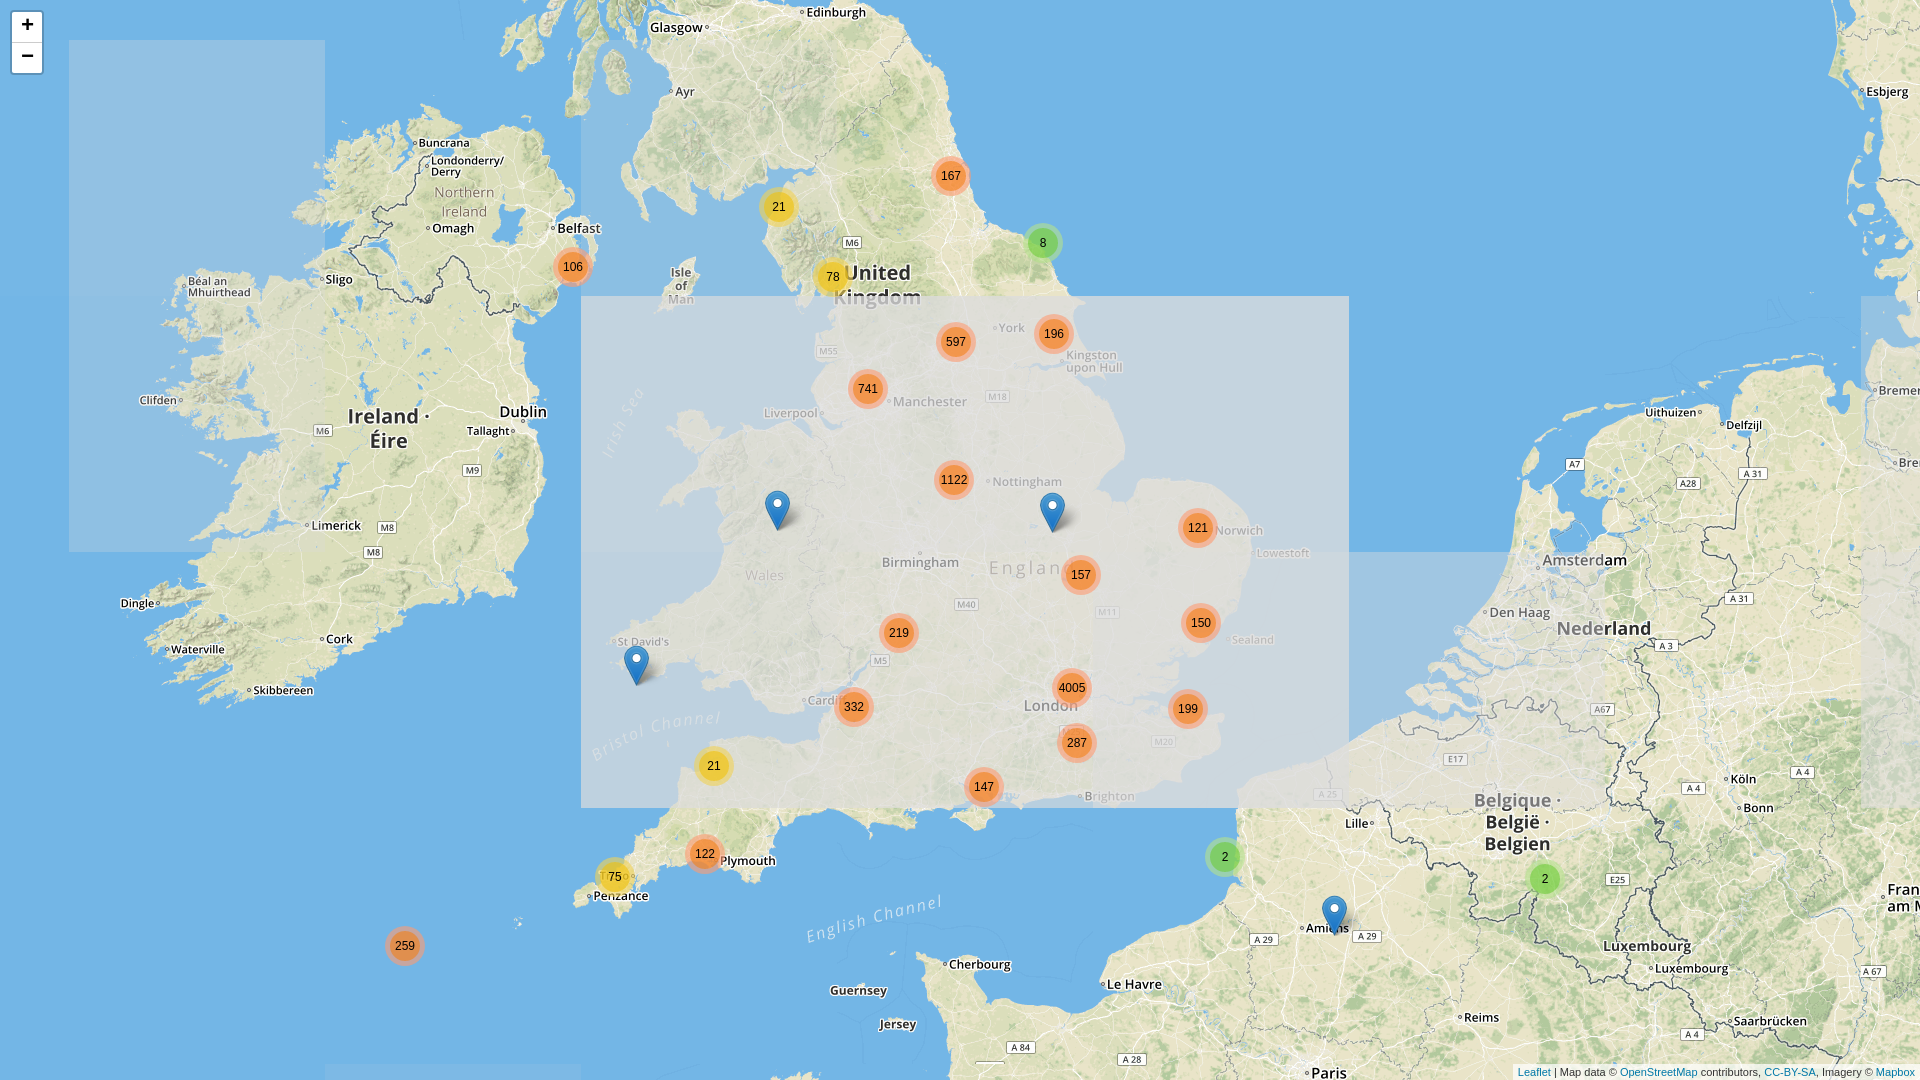 +
−
Edinburgh
Glasgow
Ayr
Esbjerg
Buncrana
Londonderry/
Derry
167
Northern
Ireland
21
Omagh
Belfast
M6
8
106
78
United
Kingdom
Isle
of
Man
Sligo
Béal an
Mhuirthead
York
196
597
M55
Kingston
upon Hull
741
Manchester
M18
Bremer
Clifden
Irish Sea
Liverpool
Dublin
Ireland ·
Éire
M6
Tallaght
Uithuizen
Delfzijl
M9
A7
A 31
Bre
1122
Nottingham
A28
Limerick
M8
M8
121
Norwich
Lowestoft
Birmingham
Englan
157
Wales
Amsterdam
Dingle
M40
M11
A 31
Den Haag
Nederland
150
219
Cork
St David's
Sealand
A 3
Waterville
M5
Skibbereen
4005
Cardif
332
London
199
A67
Bristol Channel
287
M20
E17
21
147
Brighton
A 25
Köln
A 4
A 4
Bonn
Belgique ·
België ·
Belgien
Lille
122
Plymouth
2
75
Penzance
2
E25
Fran
am M
English Channel
259
Amiens
A 29
A 29
Luxembourg
Luxembourg
A 67
Cherbourg
Le Havre
Guernsey
Jersey
Reims
Saarbrücken
A 4
A 84
A 28
Paris
Leaflet | Map data © OpenStreetMap contributors, CC-BY-SA, Imagery © Mapbox